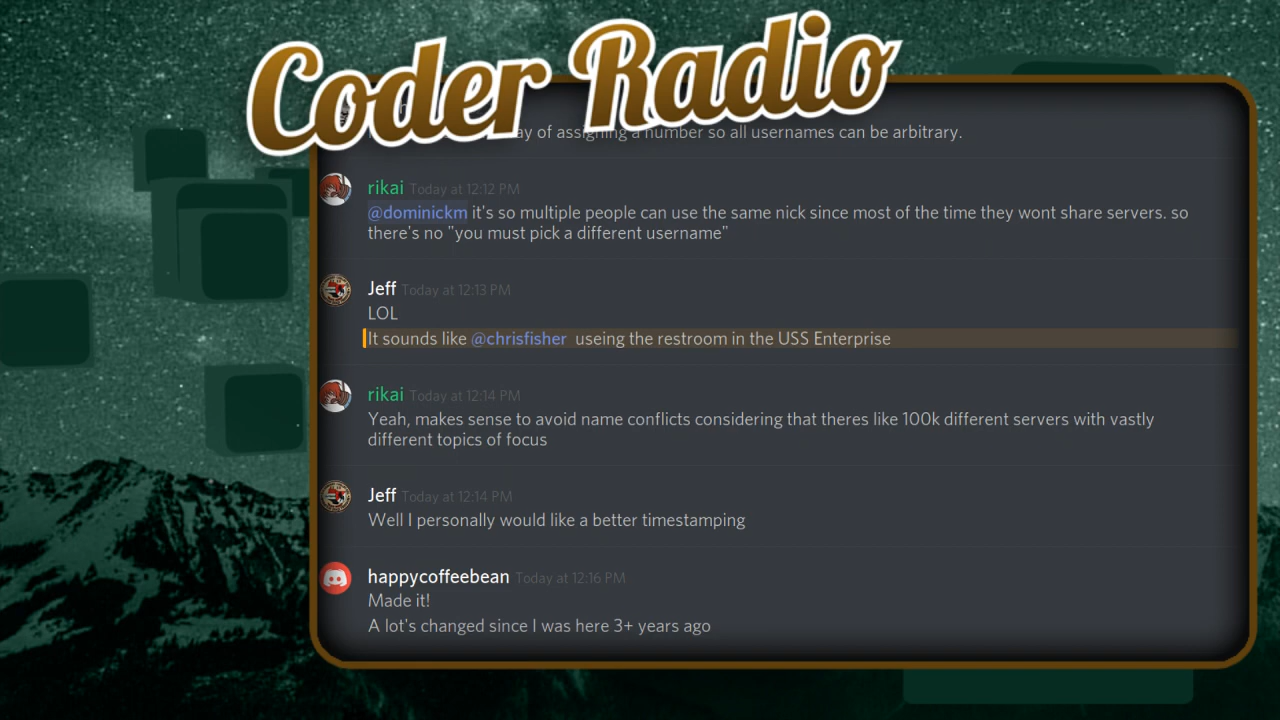 Coder Radio
ay of assigning a number so all usernames can be arbitrary.
rikai Today at 12:12 PM
@dominickm it's so multiple people can use the same nick since most of the time they wont share servers. so
there's no "you must pick a different username"
Jeff Today at 12:13 PM
LOL
It sounds like @chrisfisher useing the restroom in the USS Enterprise
rikai Today at 12:14 PM
Yeah, makes sense to avoid name conflicts considering that theres like 100k different servers with vastly
different topics of focus
Jeff Today at 12:14 PM
Well I personally would like a better timestamping
happycoffeebean Today at 12:16 PM
Made it!
A lot's changed since I was here 3+ years ago